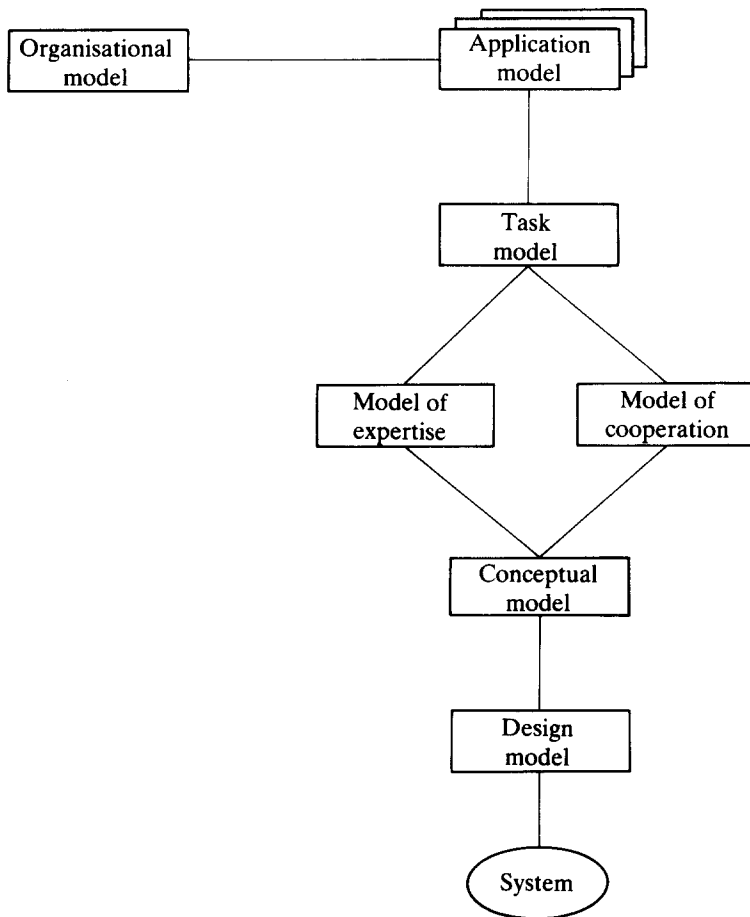 Organisational
model
Application
model
Task
model
Model of
expertise
Model of
cooperation
Conceptual
model
Design
model
System